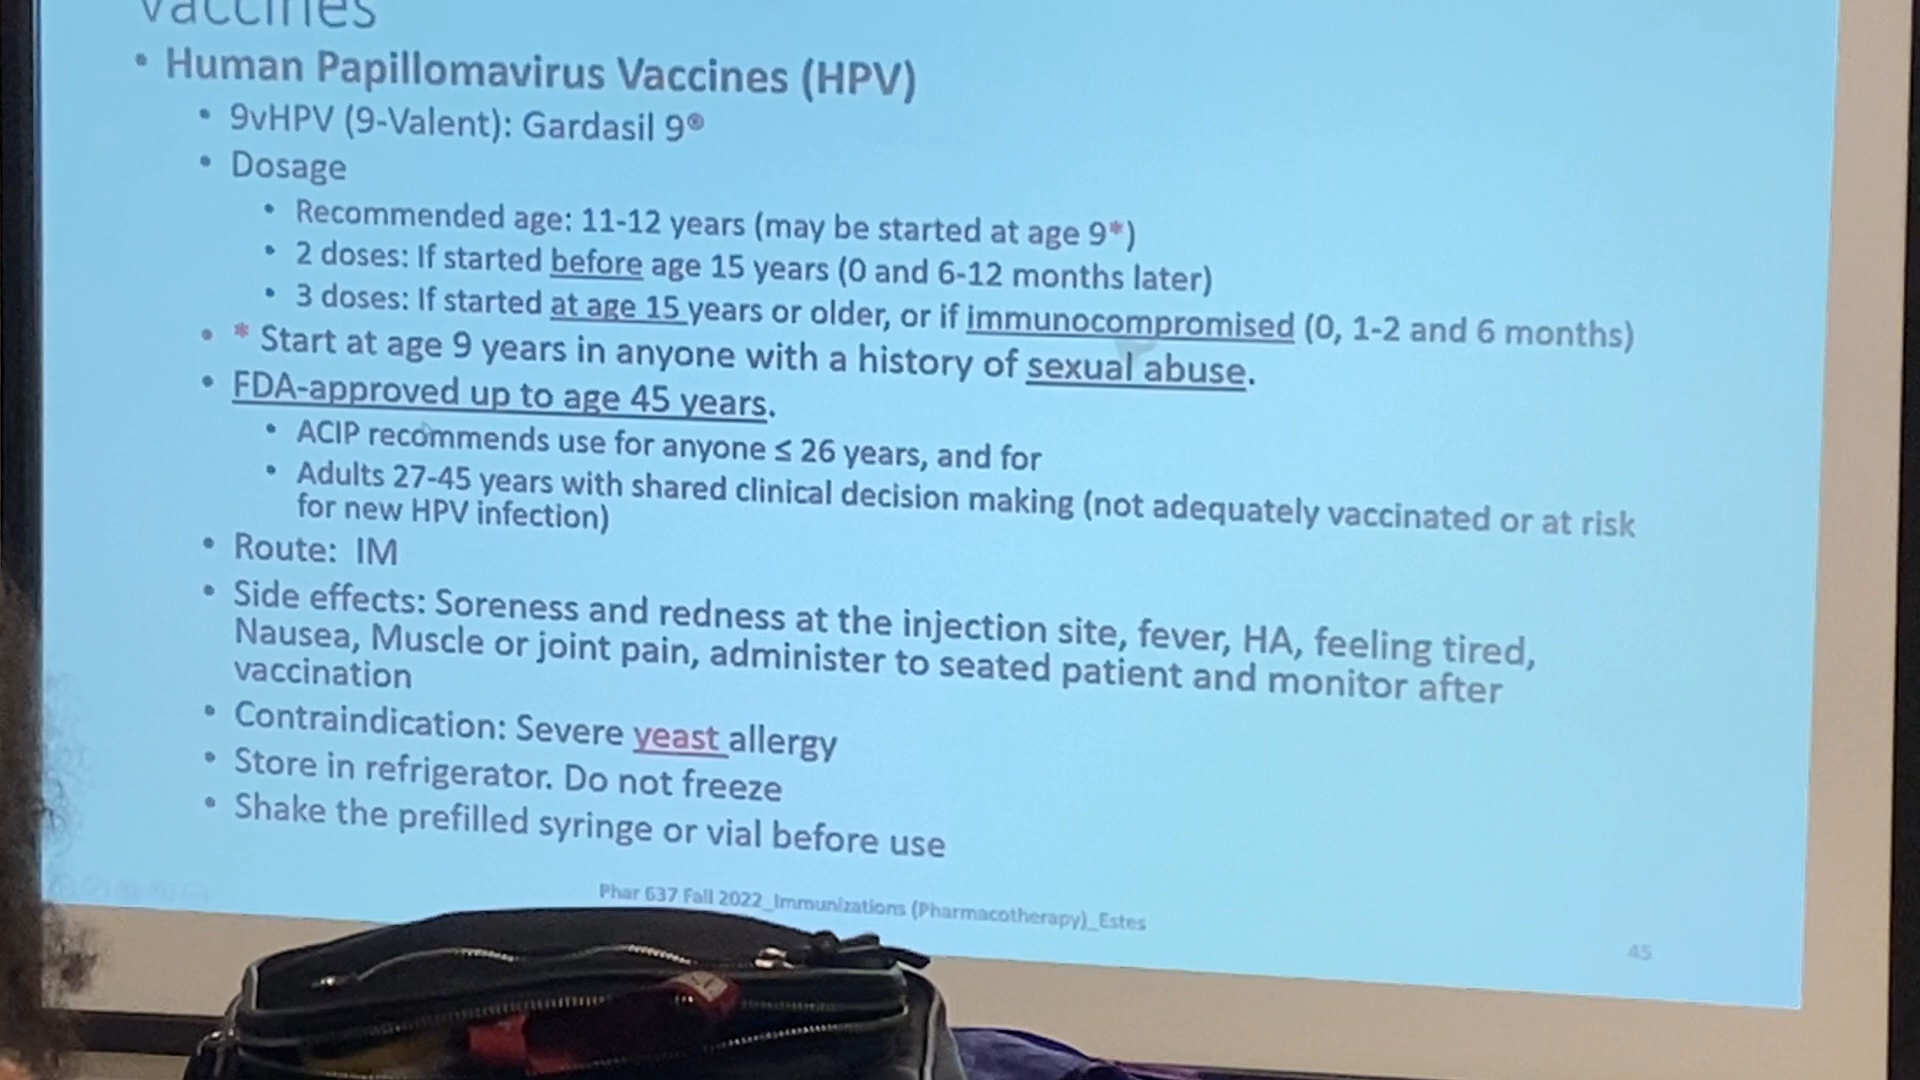 vaccines
• Human Papillomavirus Vaccines (HPV)
• 9vHPV (9-Valent): Gardasil 9®
• Dosage
• Recommended age: 11-12 years (may be started at age 9*)
• 2 doses: If started before age 15 years (0 and 6-12 months later)
• 3 doses: If started at age 15 years or older, or if immunocompromised (0, 1-2 and 6 months)
• * Start at age 9 years in anyone with a history of sexual abuse.
• FDA-approved up to age 45 years.
• ACIP recommends use for anyone ≤ 26 years, and for
• Adults 27-45 years with shared clinical decision making (not adequately vaccinated or at risk
for new HPV infection)
• Route: IM
• Side effects: Soreness and redness at the injection site, fever, HA, feeling tired,
Nausea, Muscle or joint pain, administer to seated patient and monitor after
vaccination
• Contraindication: Severe yeast allergy
• Store in refrigerator. Do not freeze
• Shake the prefilled syringe or vial before use
Phar 637 Fall 2022_Immunizations (Pharmacotherapy)_Estes
45